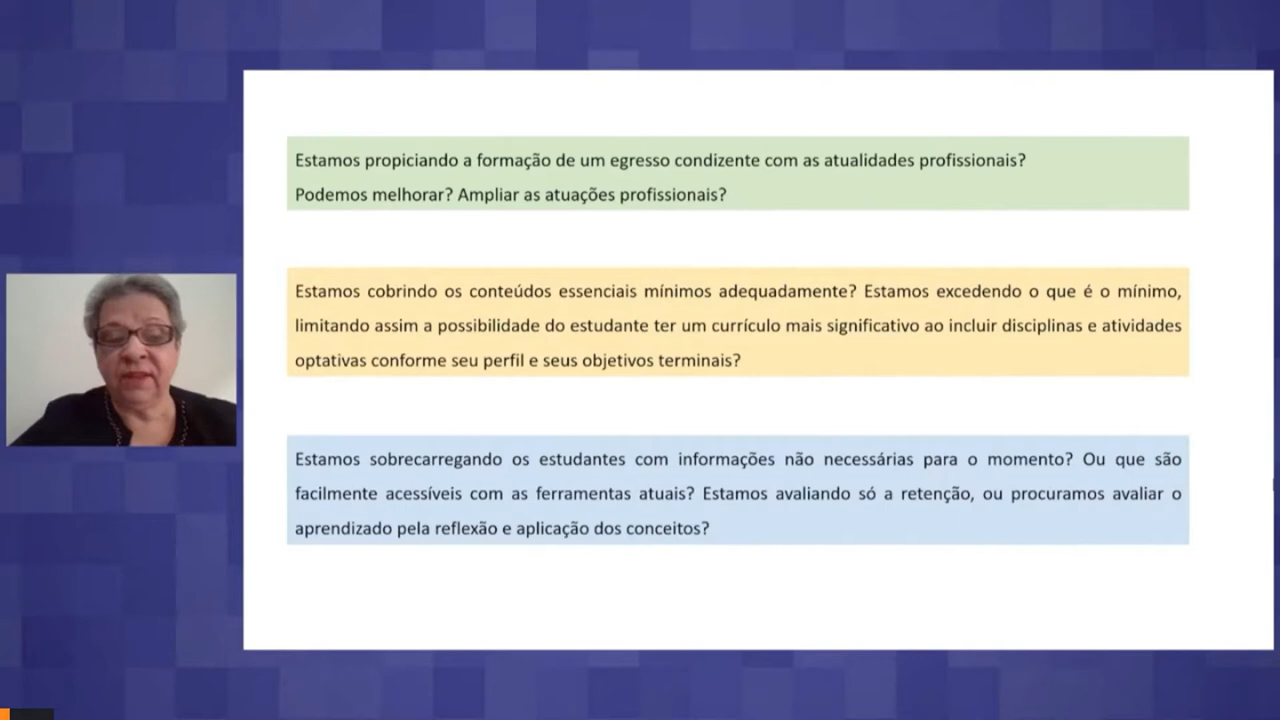 Estamos propiciando a formação de um egresso condizente com as atualidades profissionais?
Podemos melhorar? Ampliar as atuações profissionais?
Estamos cobrindo os conteúdos essenciais mínimos adequadamente? Estamos excedendo o que é o mínimo,
limitando assim a possibilidade do estudante ter um currículo mais significativo ao incluir disciplinas e atividades
optativas conforme seu perfil e seus objetivos terminais?
Estamos sobrecarregando os estudantes com informações não necessárias para o momento? Ou que são
facilmente acessíveis com as ferramentas atuais? Estamos avaliando só a retenção, ou procuramos avaliar o
aprendizado pela reflexão e aplicação dos conceitos?